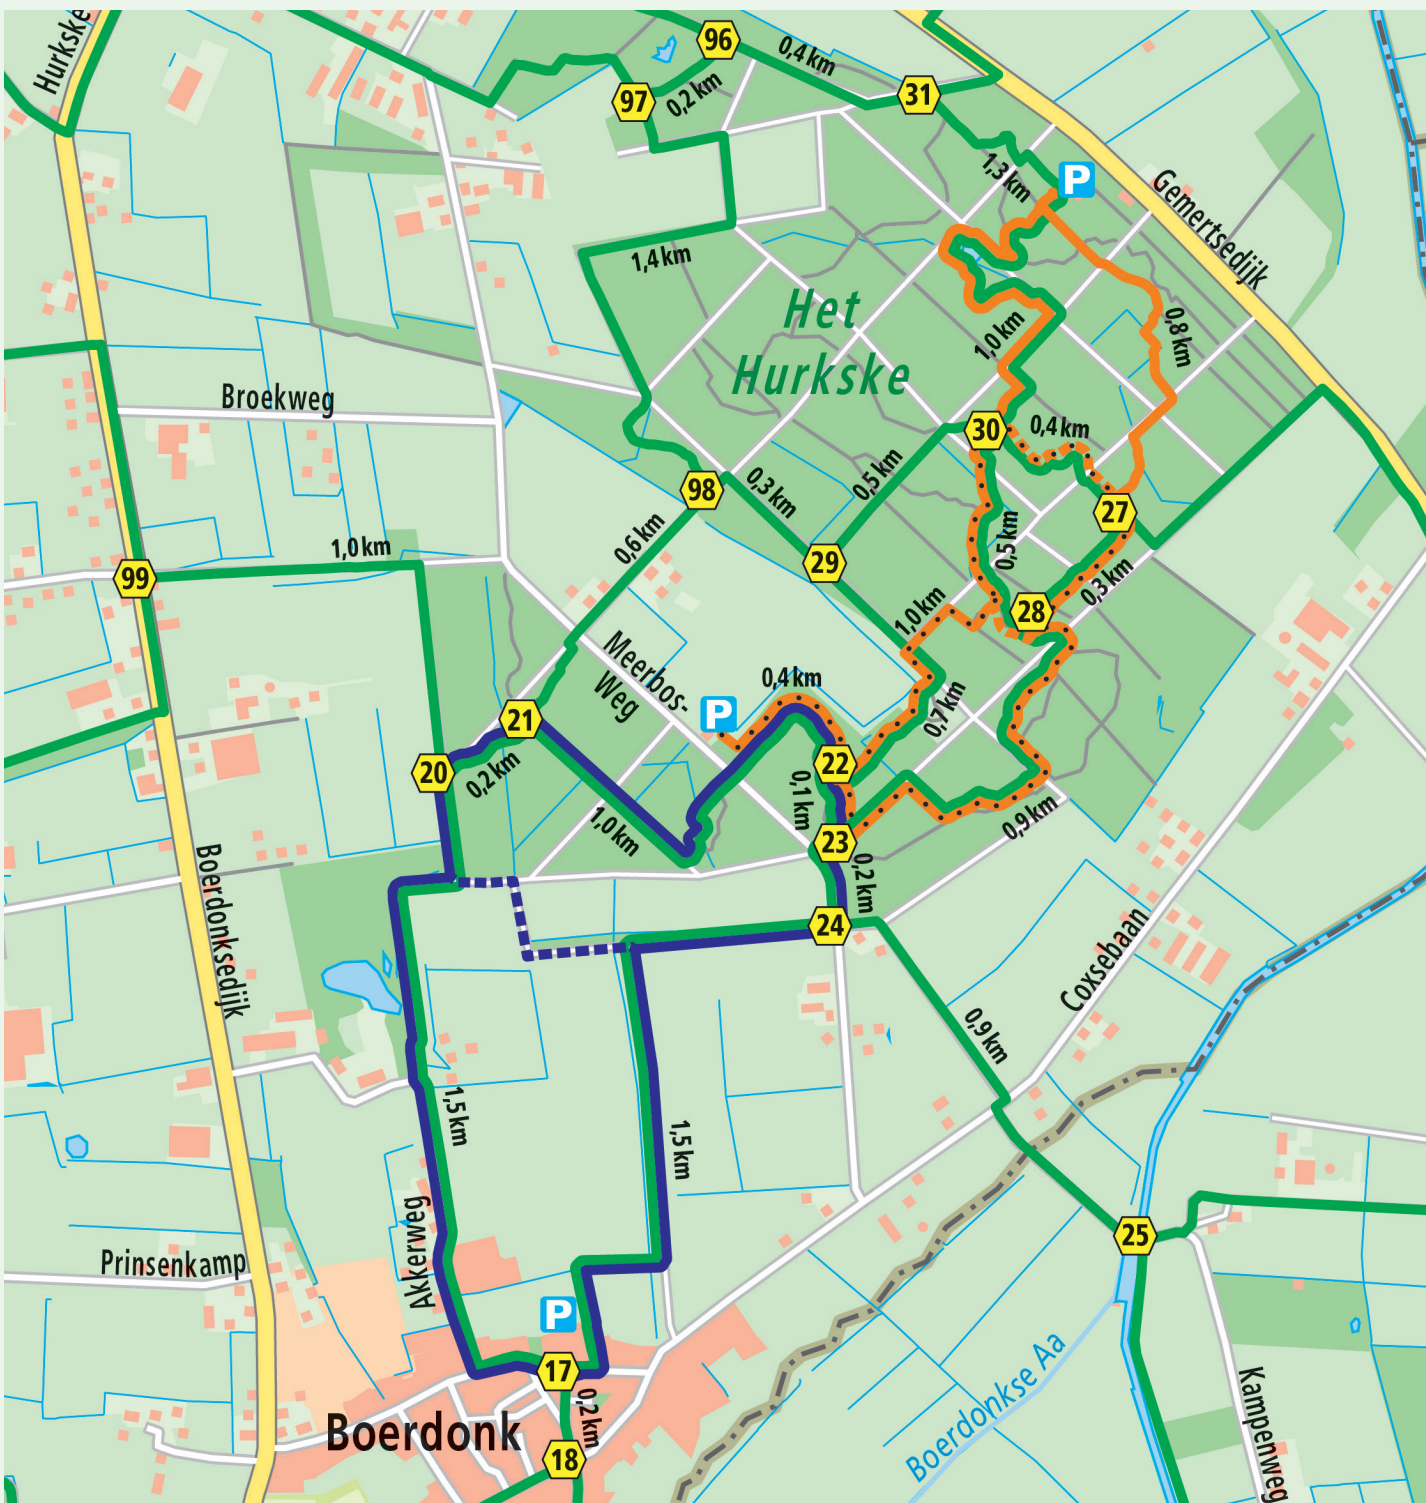 Hurkske
96
0,4 km
31
97
0,2 km
1,3 km
P
Gemertsedijk
1,4 km
Het
Hurkske
1,0 km
0,8 km
Broekweg
30
0,4 km
98
0,3 km
0,5 km
27
0,6 km
0,5 km
1,0 km
99
29
0,3 km
28
1,0 km
Meerbos-
Weg
0,4 km
P
0,7 km
21
20
0,2 km
22
0,1 km
1,0 km
23
0,9 km
0,2 km
Boerdonksedijk
24
Coxsebaan
0,9 km
1,5 km
1,5 km
Akkerweg
25
Prinsenkamp
P
17
0,2 km
Boerdonk
18
Boerdonkse Aa
Kampenweg